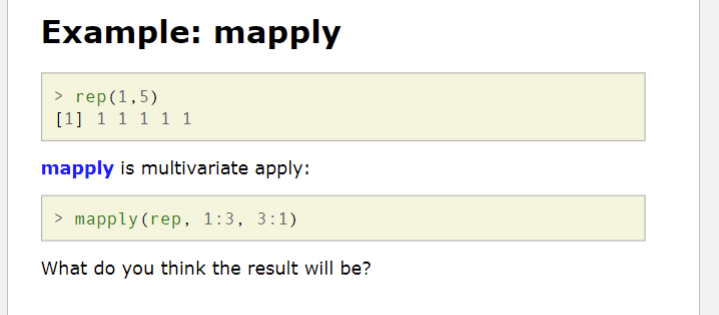 Example: mapply
> rep(1,5)
[1] 1 1 1 1 1
mapply is multivariate apply:
> mapply(rep, 1:3, 3:1)
What do you think the result will be?